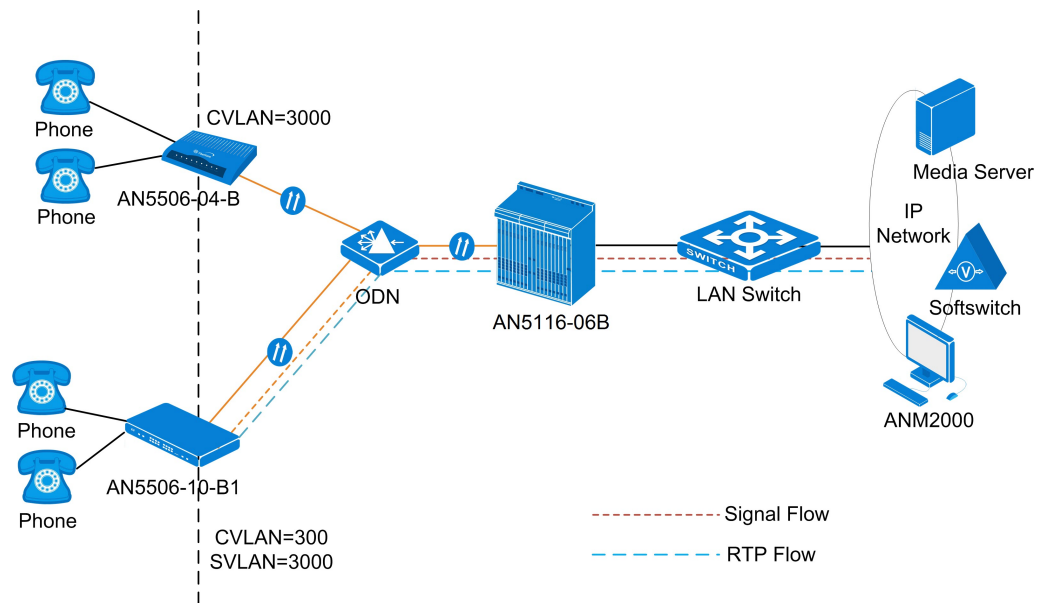 Phone
CVLAN=3000
Phone
AN5506-04-B
ODN
AN5116-06B
SWITCH
LAN Switch
Media Server
IP
Network
V
Softswitch
ANM2000
Phone
Phone
AN5506-10-B1
CVLAN=300
SVLAN=3000
Signal Flow
RTP Flow